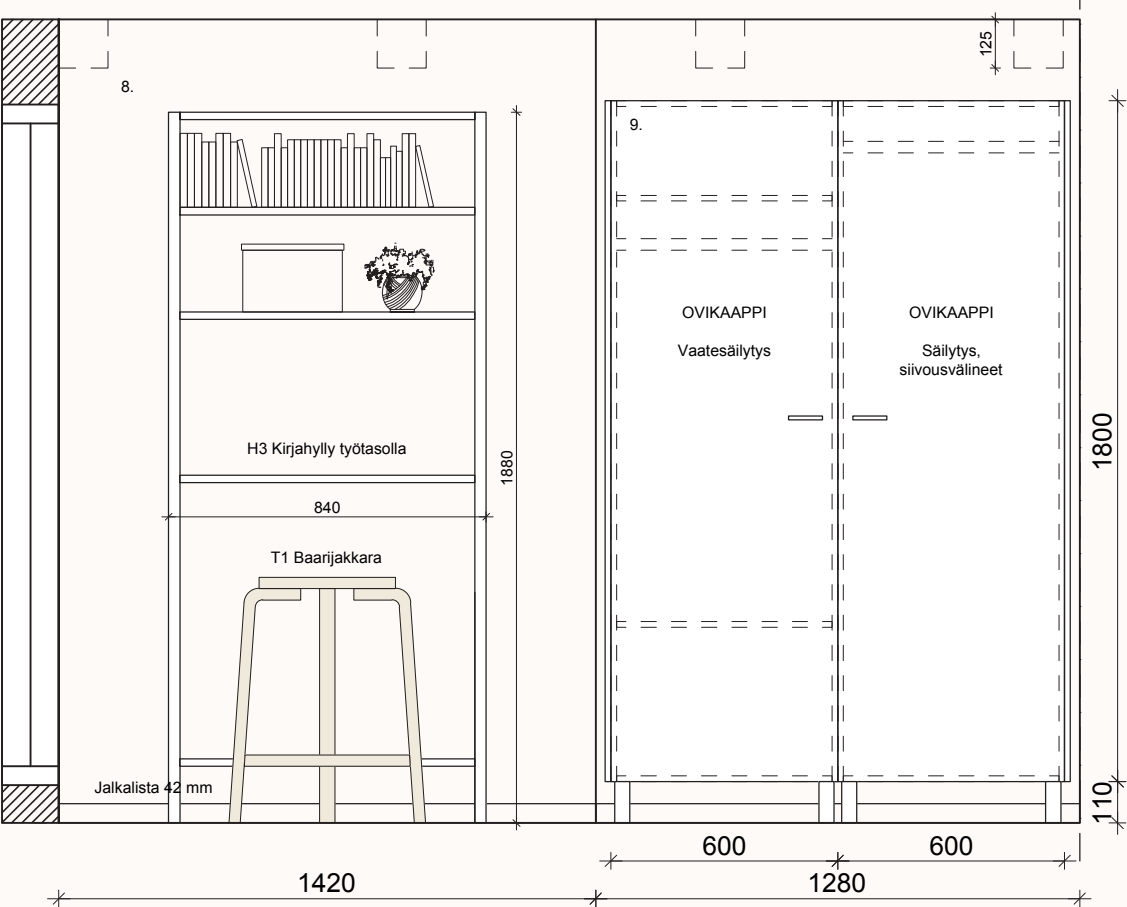 125
8.
9.
OVIKAAPPI
Vaatesäilytys
OVIKAAPPI
Säilytys,
siivousvälineet
H3 Kirjahylly työtasolla
1880
1800
840
T1 Baarijakkara
Jalkalista 42 mm
110
600
600
1420
1280